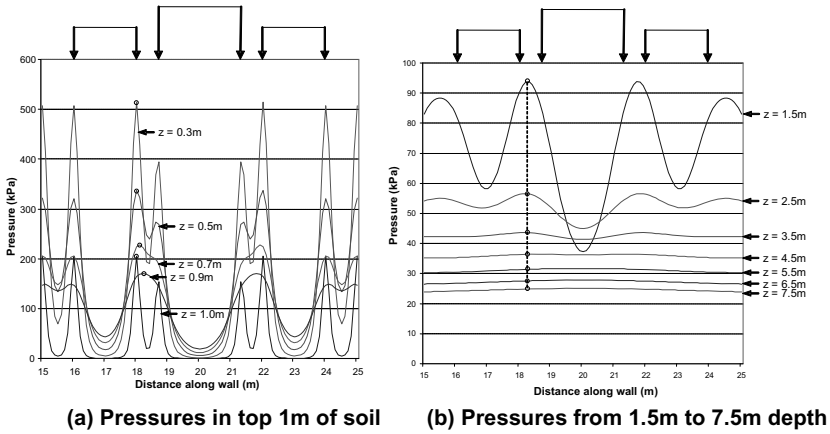 600
500
400
300
200
100
0
Pressure (kPa)
z = 0.3m
z = 0.5m
z = 0.7m
z = 0.9m
z = 1.0m
15 16 17 18 19 20 21 22 23 24 25
Distance along wall (m)
(a) Pressures in top 1m of soil
100
90
80
70
60
50
40
30
20
10
0
Pressure (kPa)
z = 1.5m
z = 2.5m
z = 3.5m
z = 4.5m
z = 5.5m
z = 6.5m
z = 7.5m
15 16 17 18 19 20 21 22 23 24 25
Distance along wall (m)
(b) Pressures from 1.5m to 7.5m depth